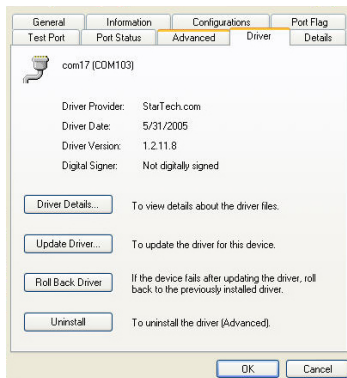 General Information Configurations Port Flag
Test Port Port Status Advanced Driver Details
com17 (COM103)
Driver Provider: StarTech.com
Driver Date: 5/31/2005
Driver Version: 1.2.11.8
Digital Signer: Not digitally signed
Driver Details... To view details about the driver files.
Update Driver... To update the driver for this device.
Roll Back Driver If the device fails after updating the driver, roll
back to the previously installed driver.
Uninstall To uninstall the driver (Advanced).
OK Cancel